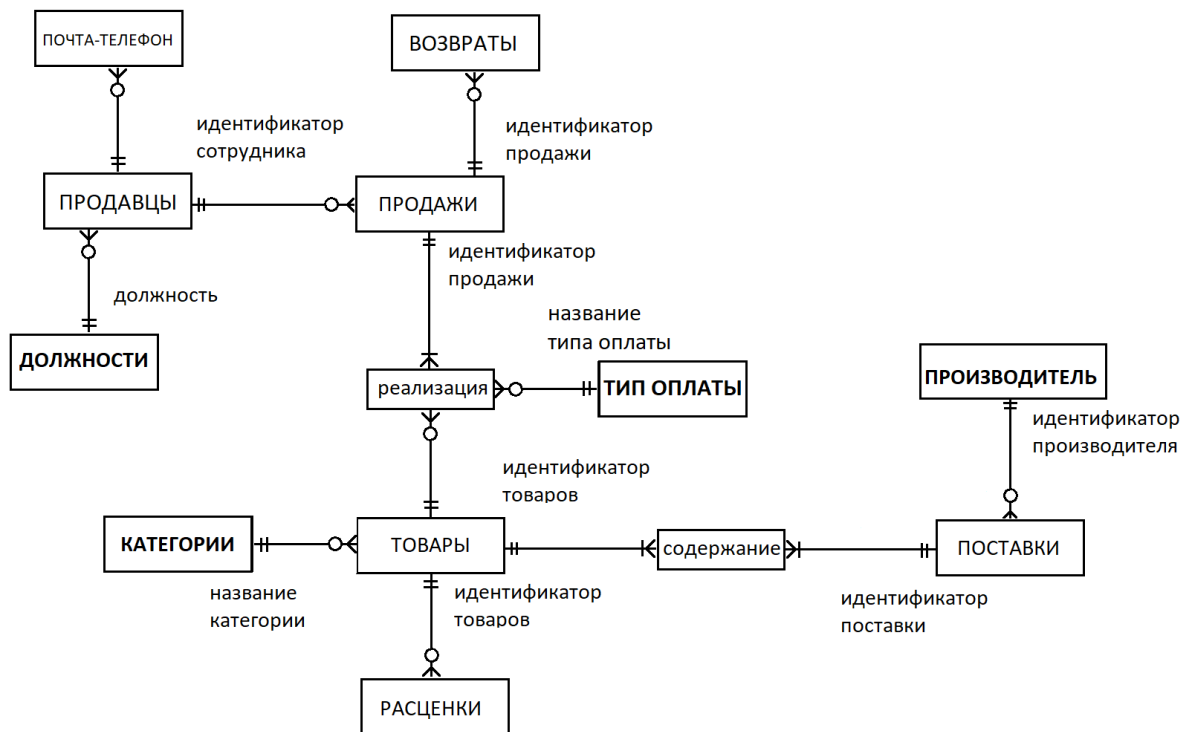 ПОЧТА-ТЕЛЕФОН
ВОЗВРАТЫ
идентификатор
сотрудника
идентификатор
продажи
ПРОДАВЦЫ
ПРОДАЖИ
идентификатор
продажи
должность
название
типа оплаты
ДОЛЖНОСТИ
реализация
ТИП ОПЛАТЫ
ПРОИЗВОДИТЕЛЬ
идентификатор
производителя
идентификатор
товаров
КАТЕГОРИИ
ТОВАРЫ
содержание
ПОСТАВКИ
название
категории
идентификатор
товаров
идентификатор
поставки
РАСЦЕНКИ